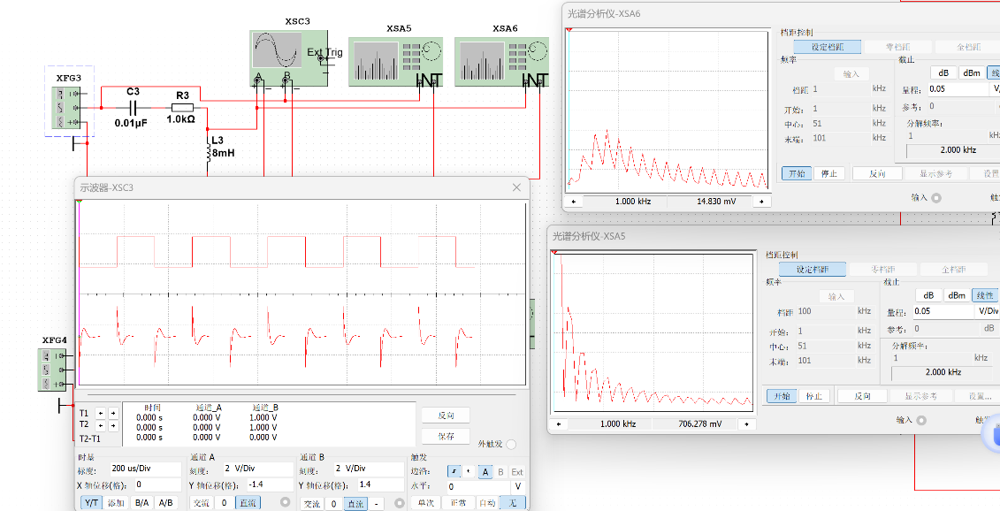 XSC3
Ext Trig
A
B
XSA5
INT
XSA6
INT
XFG3
C3
0.01μF
R3
1.0kΩ
L3
8mH
XFG4
光谱分析仪-XSA6
档距控制
设定档距
零档距
全档距
频率
输入
档距 1 kHz
开始: 1 kHz
中心: 51 kHz
末端: 101 kHz
截止
dB
dBm
量程: 0.05
参考: 0
分解频率:
1
2.000 kHz
开始
停止
反向
显示参考
设置
1.000 kHz
14.830 mV
输入
光谱分析仪-XSA5
档距控制
设定档距
零档距
全档距
频率
输入
档距 100 kHz
开始: 1 kHz
中心: 51 kHz
末端: 101 kHz
截止
dB
dBm
线性
量程: 0.05 V/Div
参考: 0 dB
分解频率:
1 kHz
2.000 kHz
开始
停止
反向
显示参考
设置...
1.000 kHz
706.278 mV
输入
示波器-XSC3
时间 通道_A 通道_B
T1 0.000 s 0.000 V 1.000 V
T2 0.000 s 0.000 V 1.000 V
T2-T1 0.000 s 0.000 V 0.000 V
反向
保存
外触发
时基
标度: 200 us/Div
X 轴位移(格): 0
Y/T 添加 B/A A/B
通道 A
刻度: 2 V/Div
Y 轴位移(格): -1.4
交流 0 直流
通道 B
刻度: 2 V/Div
Y 轴位移(格): 1.4
交流 0 直流 -
触发
边沿: A B Ext
水平: 0 V
单次 正常 自动 无